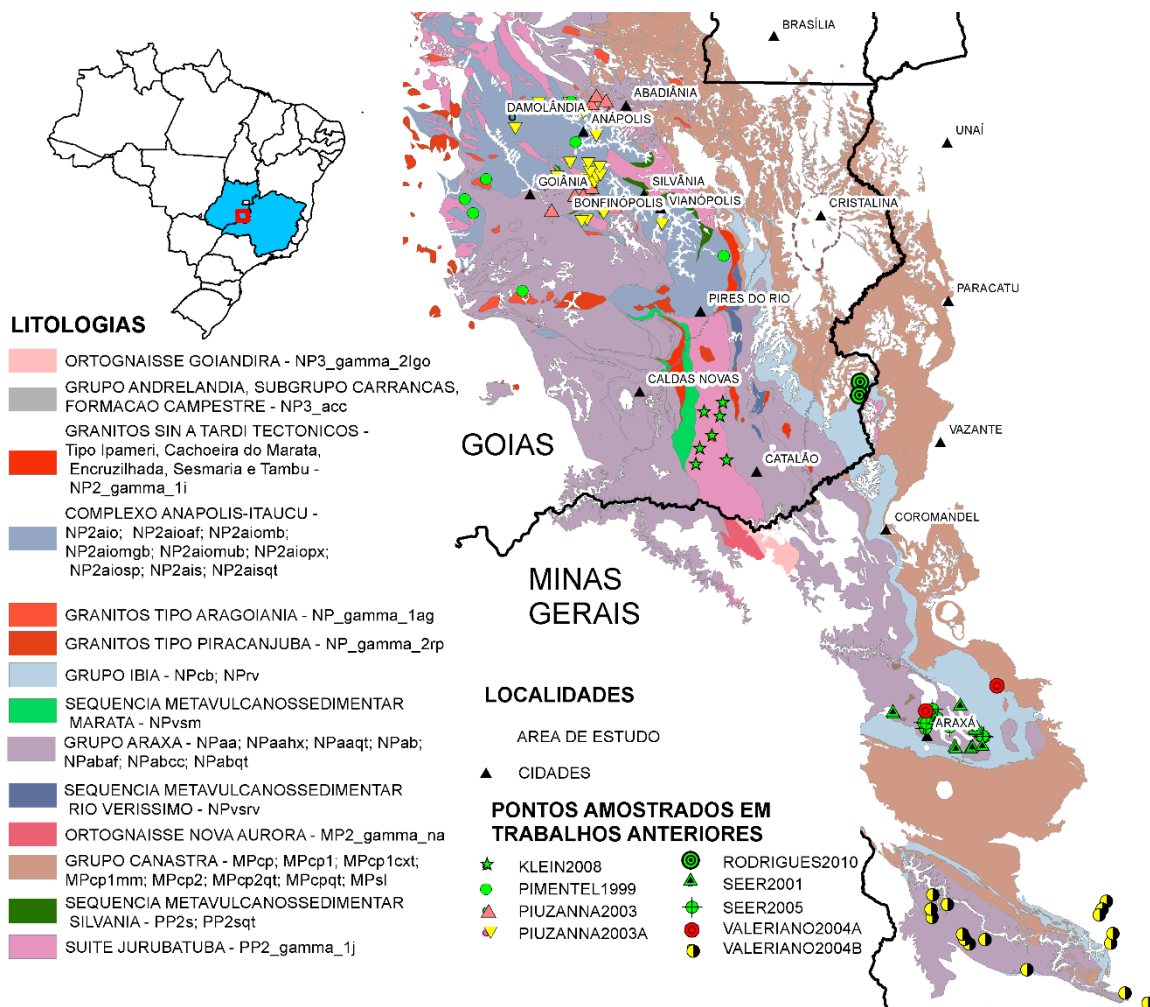 BRASÍLIA
ABADIÂNIA
DAMOLÂNDIA
ANÁPOLIS
UNAÍ
GOIÂNIA
SILVÂNIA
BONFINÓPOLIS
VIANÓPOLIS
CRISTALINA
PARACATU
PIRES DO RIO
CALDAS NOVAS
GOIAS
VAZANTE
CATALÃO
COROMANDEL
MINAS
GERAIS
ARAXÁ
LITOLOGIAS
ORTOGNAISSE GOIANDIRA - NP3_gamma_2lgo
GRUPO ANDRELANDIA, SUBGRUPO CARRANCAS,
FORMACAO CAMPESTRE - NP3_acc
GRANITOS SIN A TARDI TECTONICOS -
Tipo Ipameri, Cachoeira do Marata,
Encruzilhada, Sesmaria e Tambu -
NP2_gamma_1i
COMPLEXO ANAPOLIS-ITAUCU -
NP2aio; NP2aioaf; NP2aiomb;
NP2aiomgb; NP2aiomub; NP2aiopx;
NP2aiosp; NP2ais; NP2aisqt
GRANITOS TIPO ARAGOIANIA - NP_gamma_1ag
GRANITOS TIPO PIRACANJUBA - NP_gamma_2rp
GRUPO IBIA - NPcb; NPrv
SEQUENCIA METAVULCANOSSEDIMENTAR
MARATA - NPvsm
GRUPO ARAXA - NPaa; NPaahx; NPaaqt; NPab;
NPabaf; NPabcc; NPabqt
SEQUENCIA METAVULCANOSSEDIMENTAR
RIO VERISSIMO - NPvsrv
ORTOGNAISSE NOVA AURORA - MP2_gamma_na
GRUPO CANASTRA - MPcp; MPcp1; MPcp1cxt;
MPcp1mm; MPcp2; MPcp2qt; MPcpqt; MPsl
SEQUENCIA METAVULCANOSSEDIMENTAR
SILVANIA - PP2s; PP2sqt
SUITE JURUBATUBA - PP2_gamma_1j
LOCALIDADES
AREA DE ESTUDO
CIDADES
PONTOS AMOSTRADOS EM
TRABALHOS ANTERIORES
KLEIN2008
PIMENTEL1999
PIUZANNA2003
PIUZANNA2003A
RODRIGUES2010
SEER2001
SEER2005
VALERIANO2004A
VALERIANO2004B